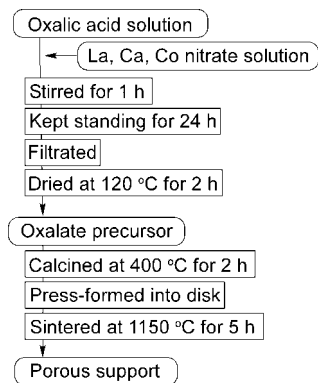 Oxalic acid solution
La, Ca, Co nitrate solution
Stirred for 1 h
Kept standing for 24 h
Filtrated
Dried at 120 °C for 2 h
Oxalate precursor
Calcined at 400 °C for 2 h
Press-formed into disk
Sintered at 1150 °C for 5 h
Porous support